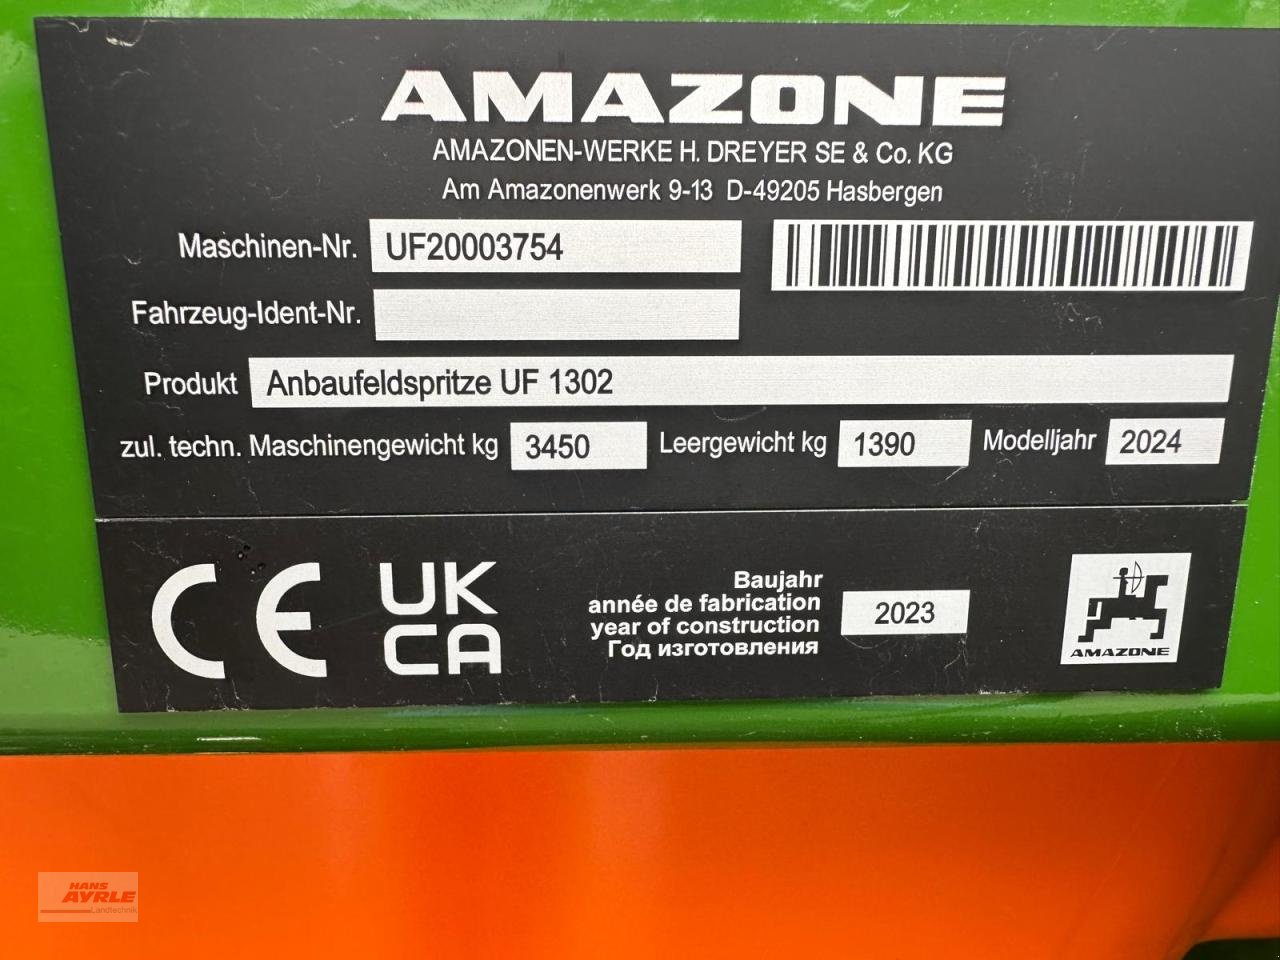 AMAZONE
AMAZONEN-WERKE H. DREYER SE & Co. KG
Am Amazonenwerk 9-13 D-49205 Hasbergen
Maschinen-Nr. UF20003754
Fahrzeug-Ident-Nr.
Produkt Anbaufeldspritze UF 1302
zul. techn. Maschinengewicht kg 3450 Leergewicht kg 1390 Modelljahr 2024
CE UK
CA
Baujahr
année de fabrication
year of construction
Год изготовления
2023
AMAZONE
HANS
AYRLE
Landtechnik